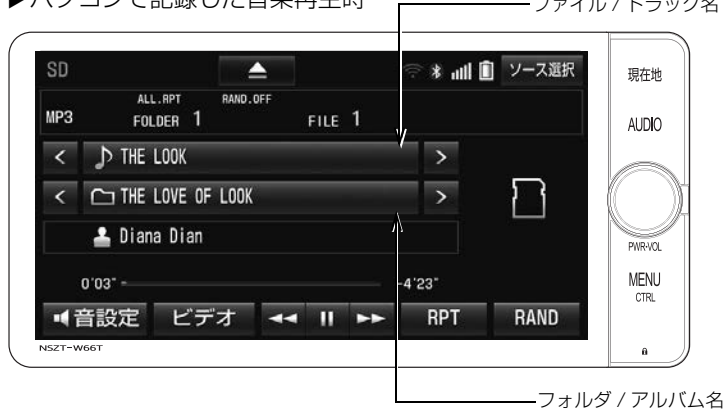 ▶パソコンで記録した音楽再生時
ファイル / トラック名
SD
ソース選択
現在地
ALL.RPT RAND.OFF
MP3 FOLDER 1 FILE 1
AUDIO
< THE LOOK >
< THE LOVE OF LOOK >
Diana Dian
PWR•VOL
0'03" -4'23"
MENU
CTRL
音設定 ビデオ ◄◄ II ►► RPT RAND
NSZT-W66T
フォルダ / アルバム名